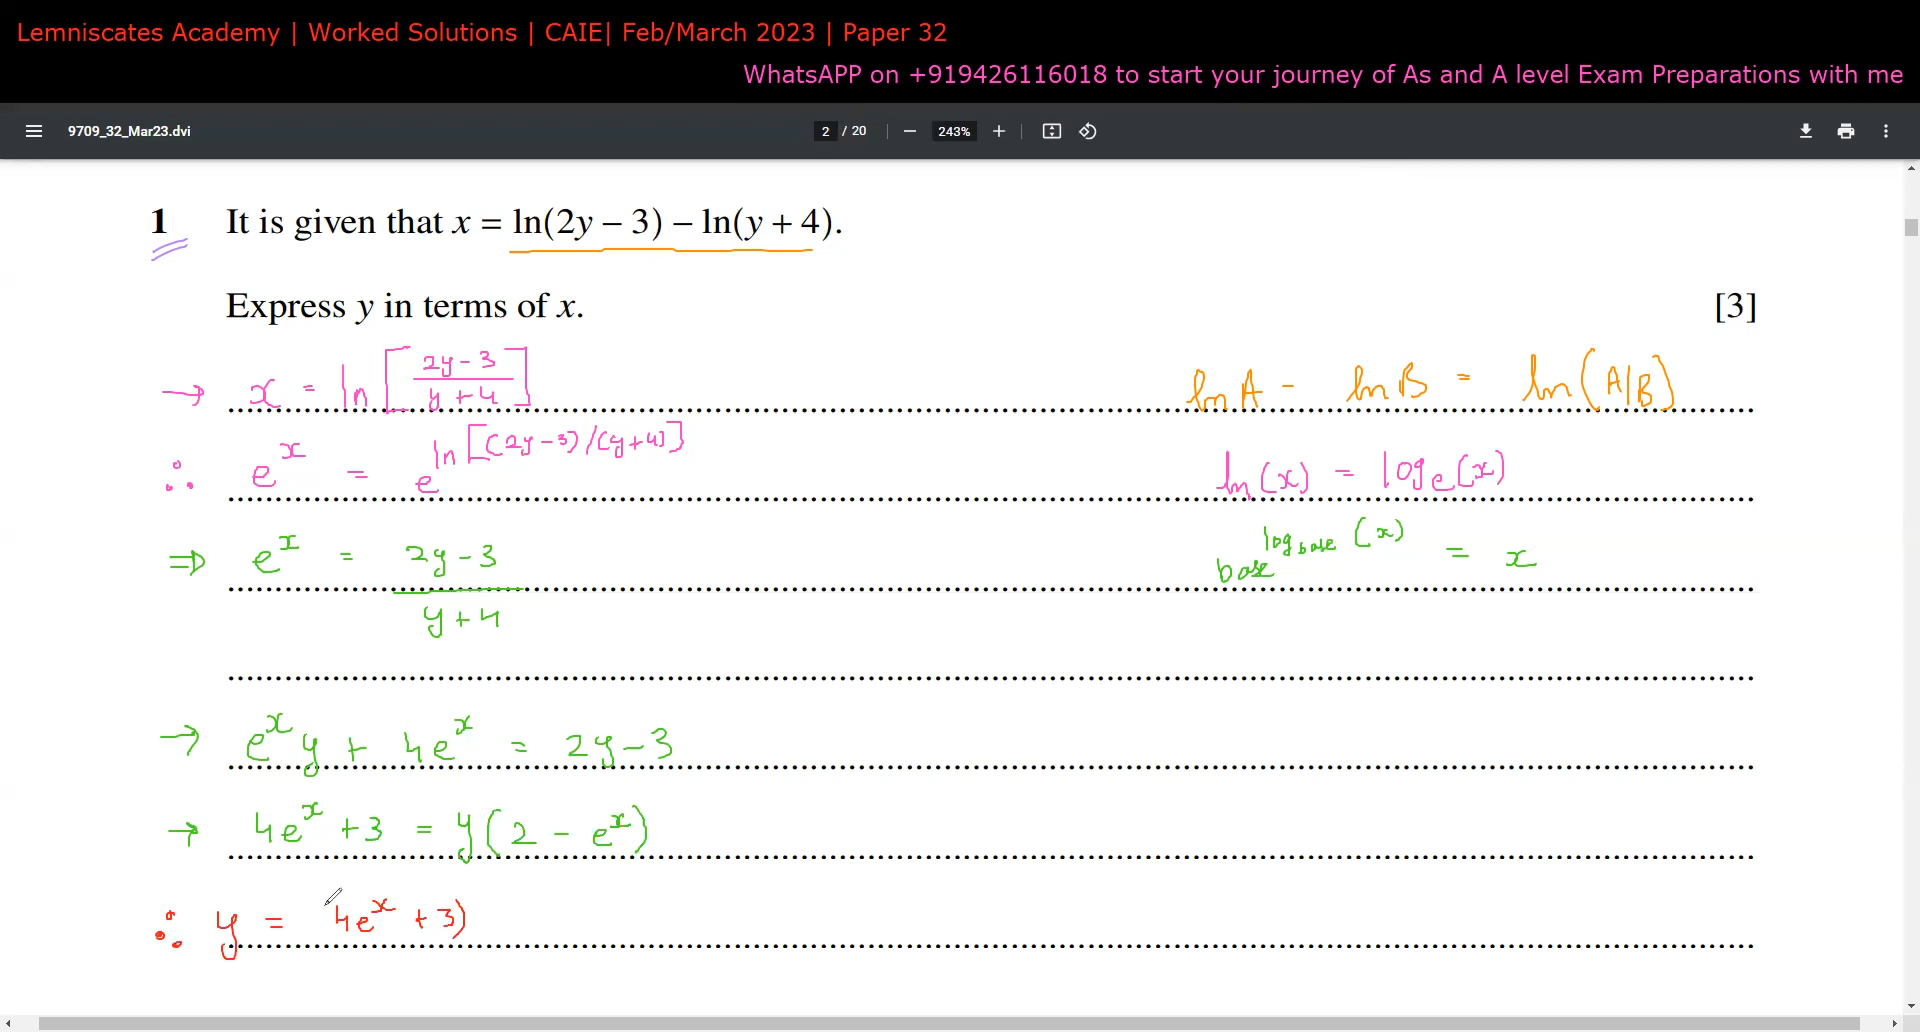 Lemniscates Academy | Worked Solutions | CAIE| Feb/March 2023 | Paper 32
WhatsAPP on +919426116018 to start your journey of As and A level Exam Preparations with me
9709_32_Mar23.dvi 2 / 20 243%
1 It is given that x = ln(2y − 3) − ln(y + 4).
Express y in terms of x. [3]
→ x = ln [ (2y - 3)/(y + 4) ] ln A - ln B = ln (A|B)
∴ e^x = e^ln [(2y-3)/(y+4)] ln (x) = log_e (x)
⇒ e^x = (2y - 3)/(y + 4) base^log_base (x) = x
→ e^x y + 4e^x = 2y - 3
→ 4e^x + 3 = y(2 - e^x)
∴ y = 4e^x + 3)